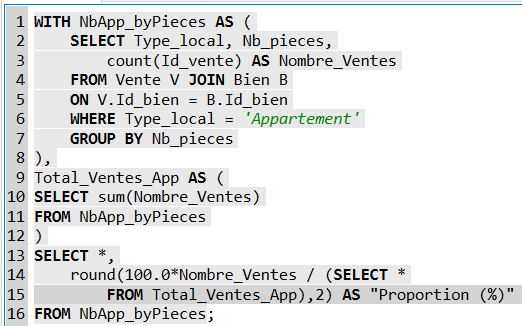 1 WITH NbApp_byPieces AS (
2 SELECT Type_local, Nb_pieces,
3 count(Id_vente) AS Nombre_Ventes
4 FROM Vente V JOIN Bien B
5 ON V.Id_bien = B.Id_bien
6 WHERE Type_local = 'Appartement'
7 GROUP BY Nb_pieces
8 ),
9 Total_Ventes_App AS (
10 SELECT sum(Nombre_Ventes)
11 FROM NbApp_byPieces
12 )
13 SELECT *,
14 round(100.0*Nombre_Ventes / (SELECT *
15 FROM Total_Ventes_App),2) AS "Proportion (%)"
16 FROM NbApp_byPieces;